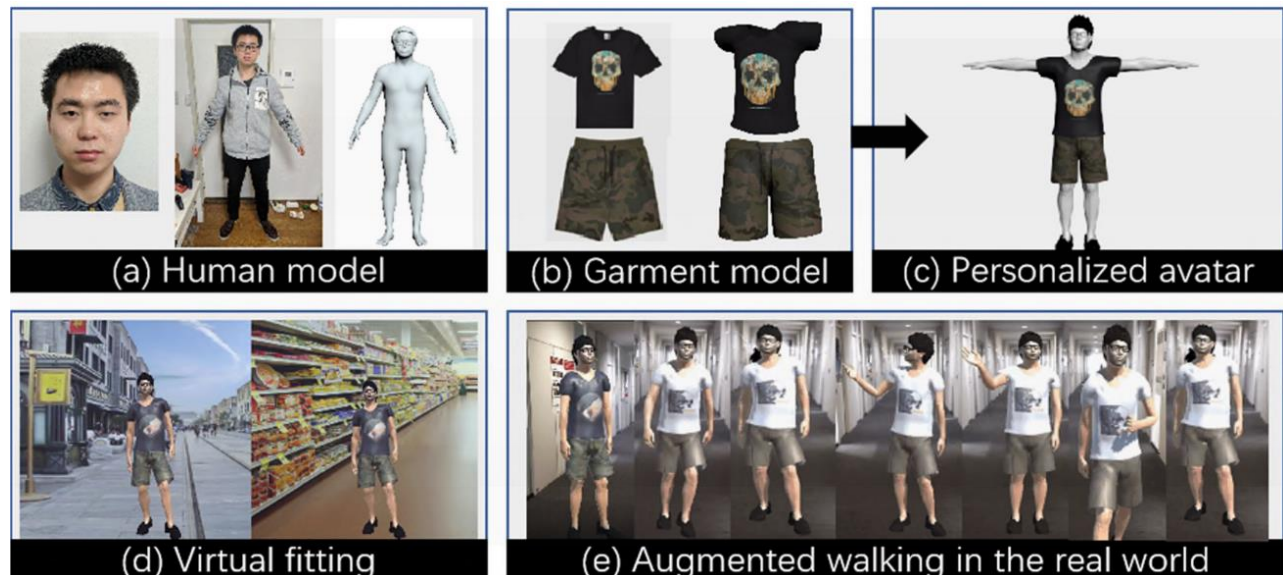 (a) Human model
(b) Garment model
(c) Personalized avatar
(d) Virtual fitting
(e) Augmented walking in the real world